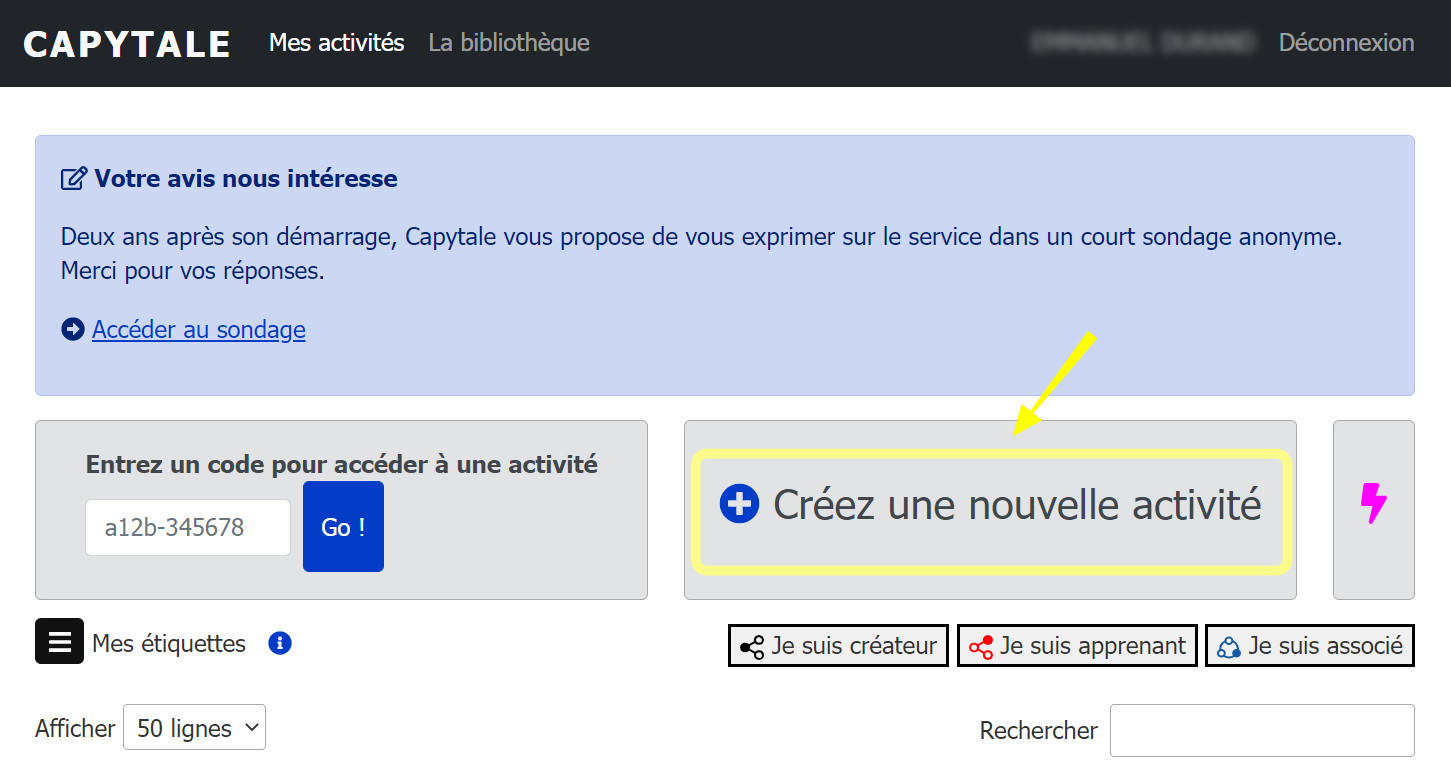 CAPYTALE Mes activités La bibliothèque Déconnexion
Votre avis nous intéresse
Deux ans après son démarrage, Capytale vous propose de vous exprimer sur le service dans un court sondage anonyme.
Merci pour vos réponses.
Accéder au sondage
Entrez un code pour accéder à une activité
a12b-345678 Go !
Créez une nouvelle activité
Mes étiquettes Je suis créateur Je suis apprenant Je suis associé
Afficher 50 lignes Rechercher